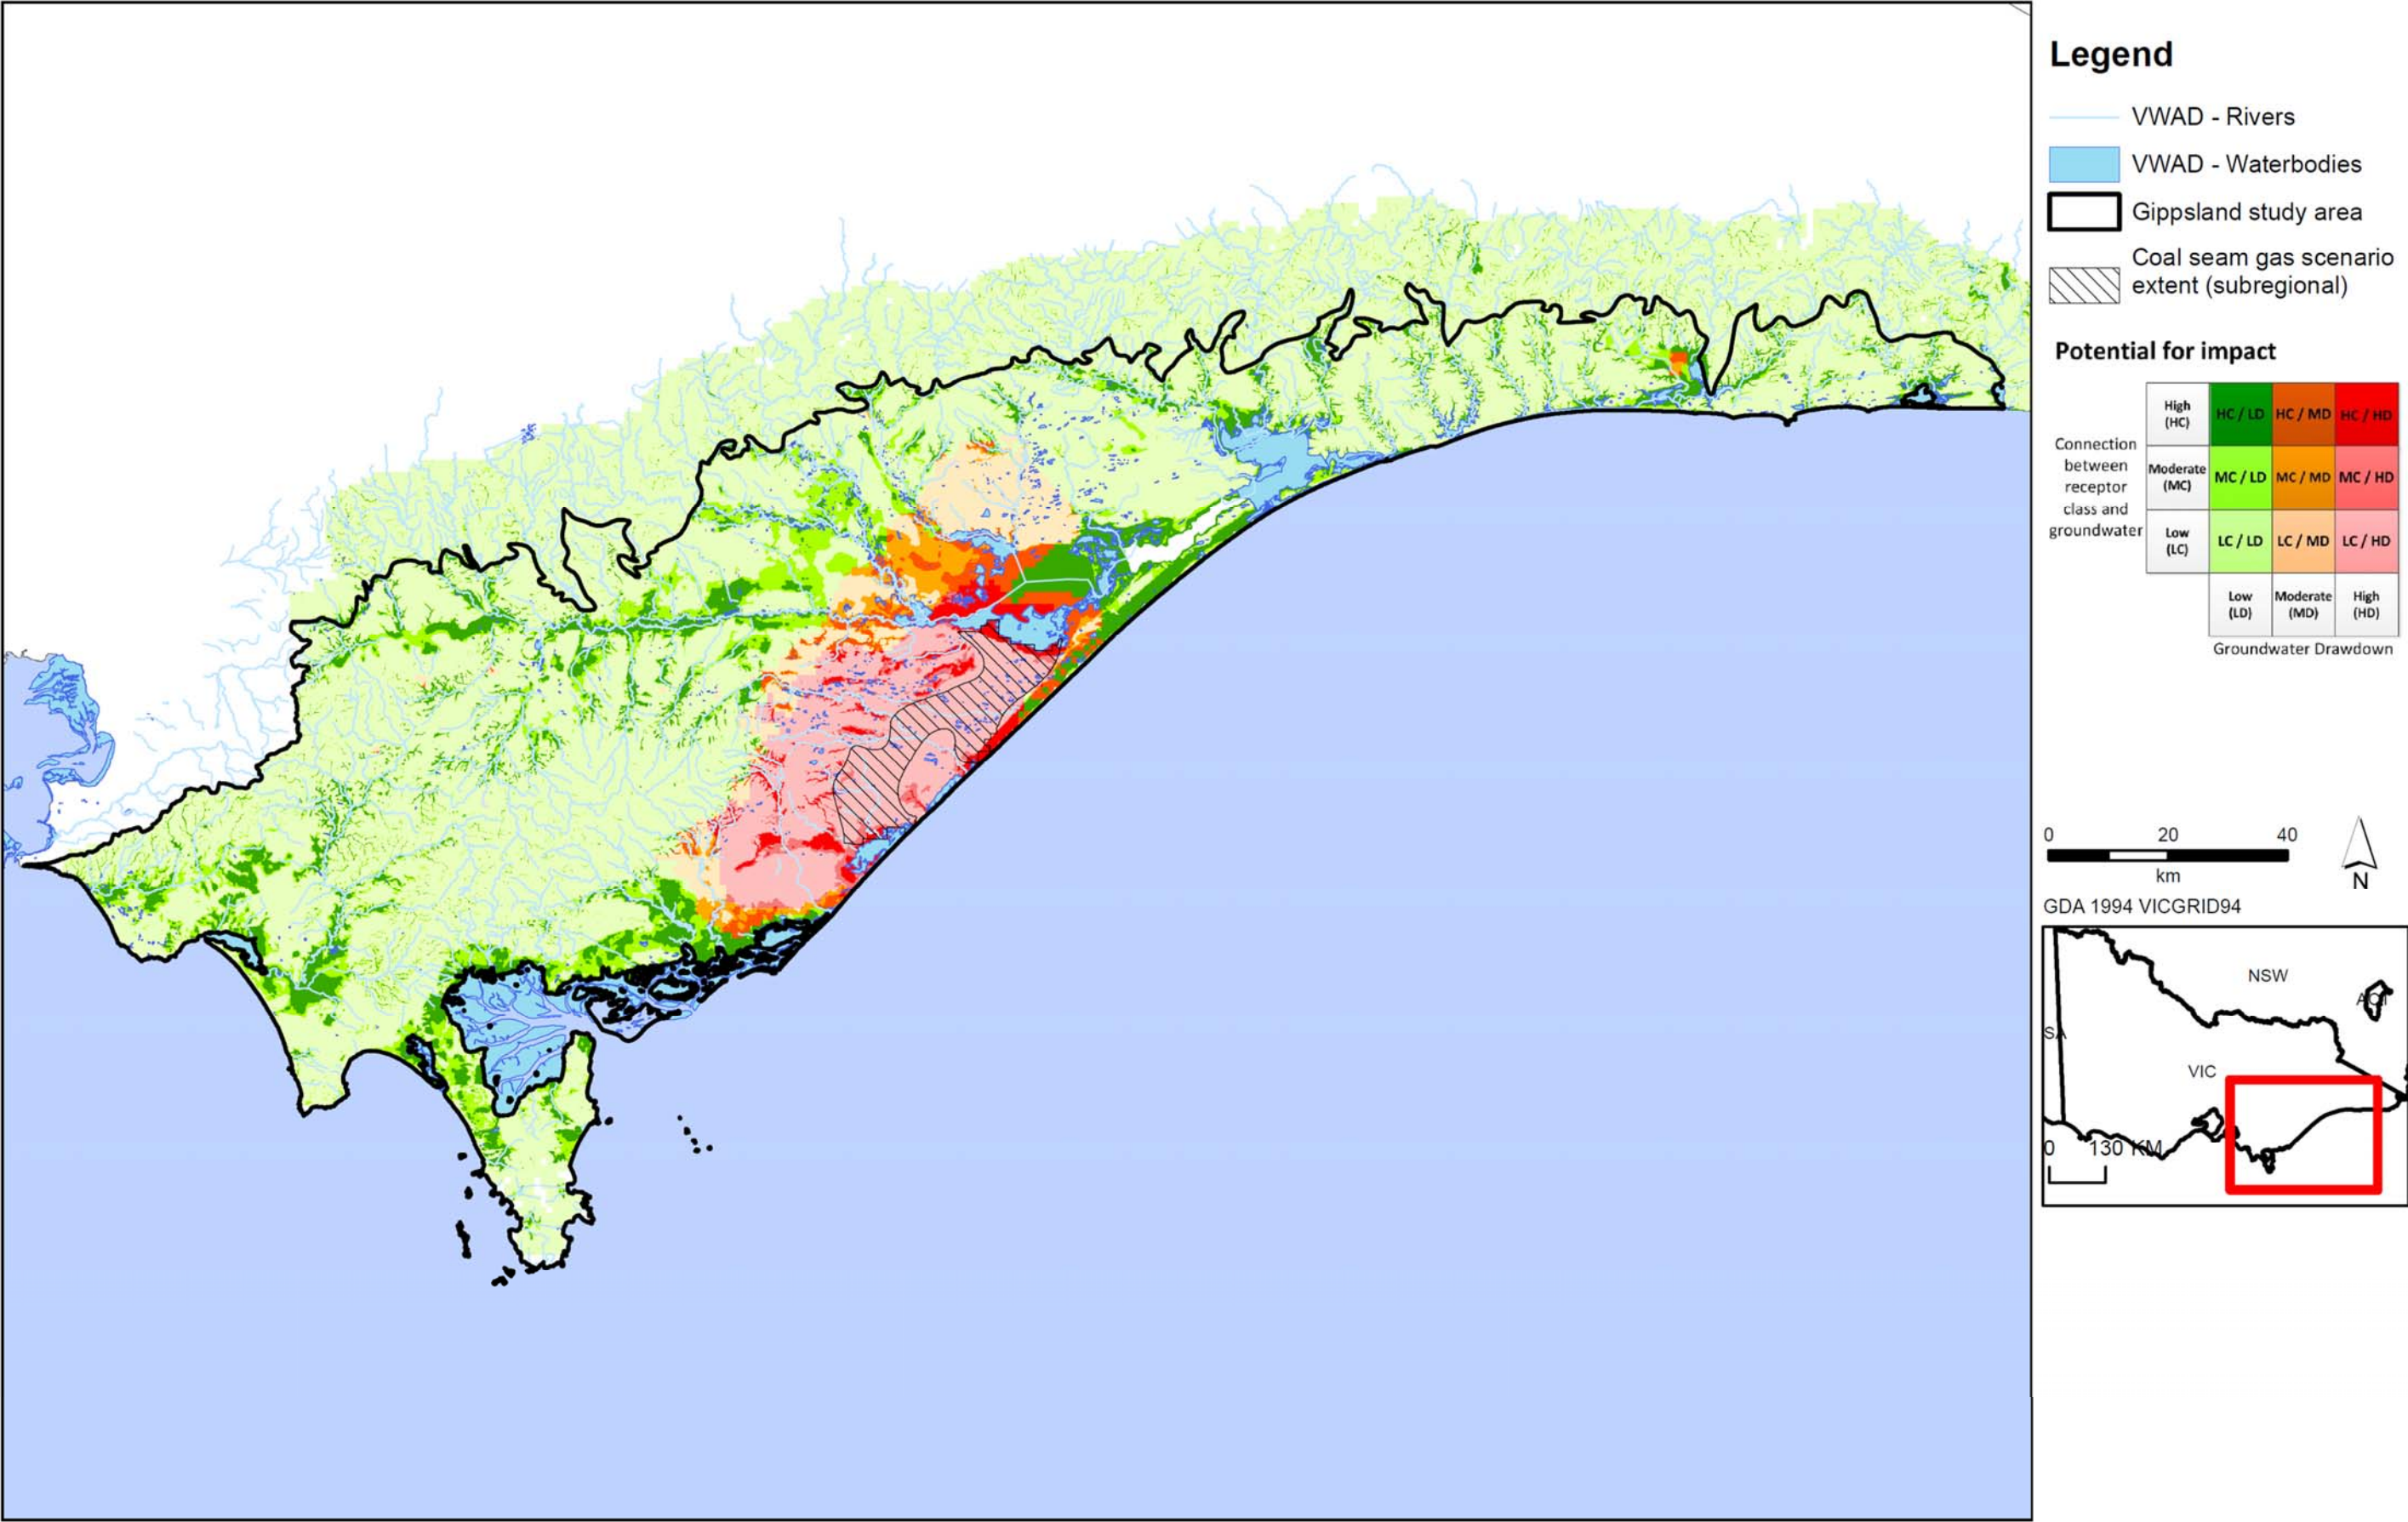 Legend
VWAD - Rivers
VWAD - Waterbodies
Gippsland study area
Coal seam gas scenario
extent (subregional)
Potential for impact
Connection
between
receptor
class and
groundwater
High
(HC)
HC / LD
HC / MD
HC / HD
Moderate
(MC)
MC / LD
MC / MD
MC / HD
Low
(LC)
LC / LD
LC / MD
LC / HD
Low
(LD)
Moderate
(MD)
High
(HD)
Groundwater Drawdown
0 20 40
km
N
GDA 1994 VICGRID94
NSW
ACT
SA
VIC
0 130 KM